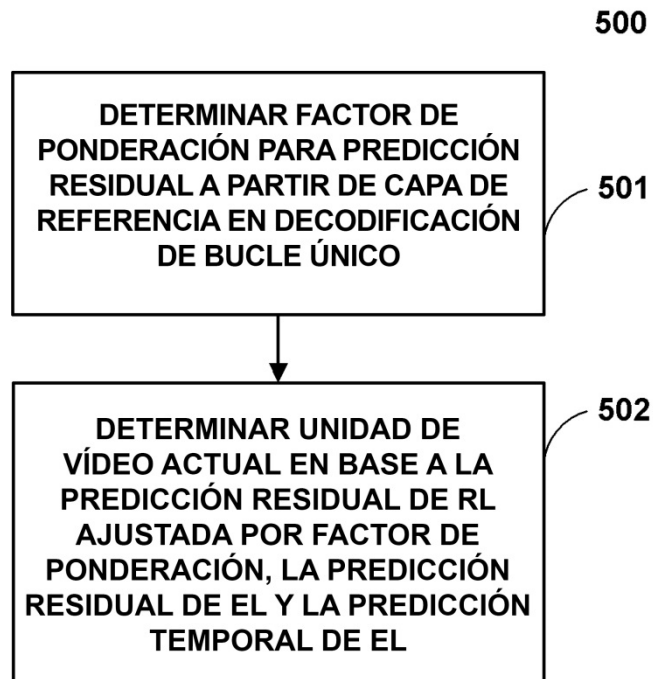 500
DETERMINAR FACTOR DE
PONDERACIÓN PARA PREDICCIÓN
RESIDUAL A PARTIR DE CAPA DE
REFERENCIA EN DECODIFICACIÓN
DE BUCLE ÚNICO
501
DETERMINAR UNIDAD DE
VÍDEO ACTUAL EN BASE A LA
PREDICCIÓN RESIDUAL DE RL
AJUSTADA POR FACTOR DE
PONDERACIÓN, LA PREDICCIÓN
RESIDUAL DE EL Y LA PREDICCIÓN
TEMPORAL DE EL
502